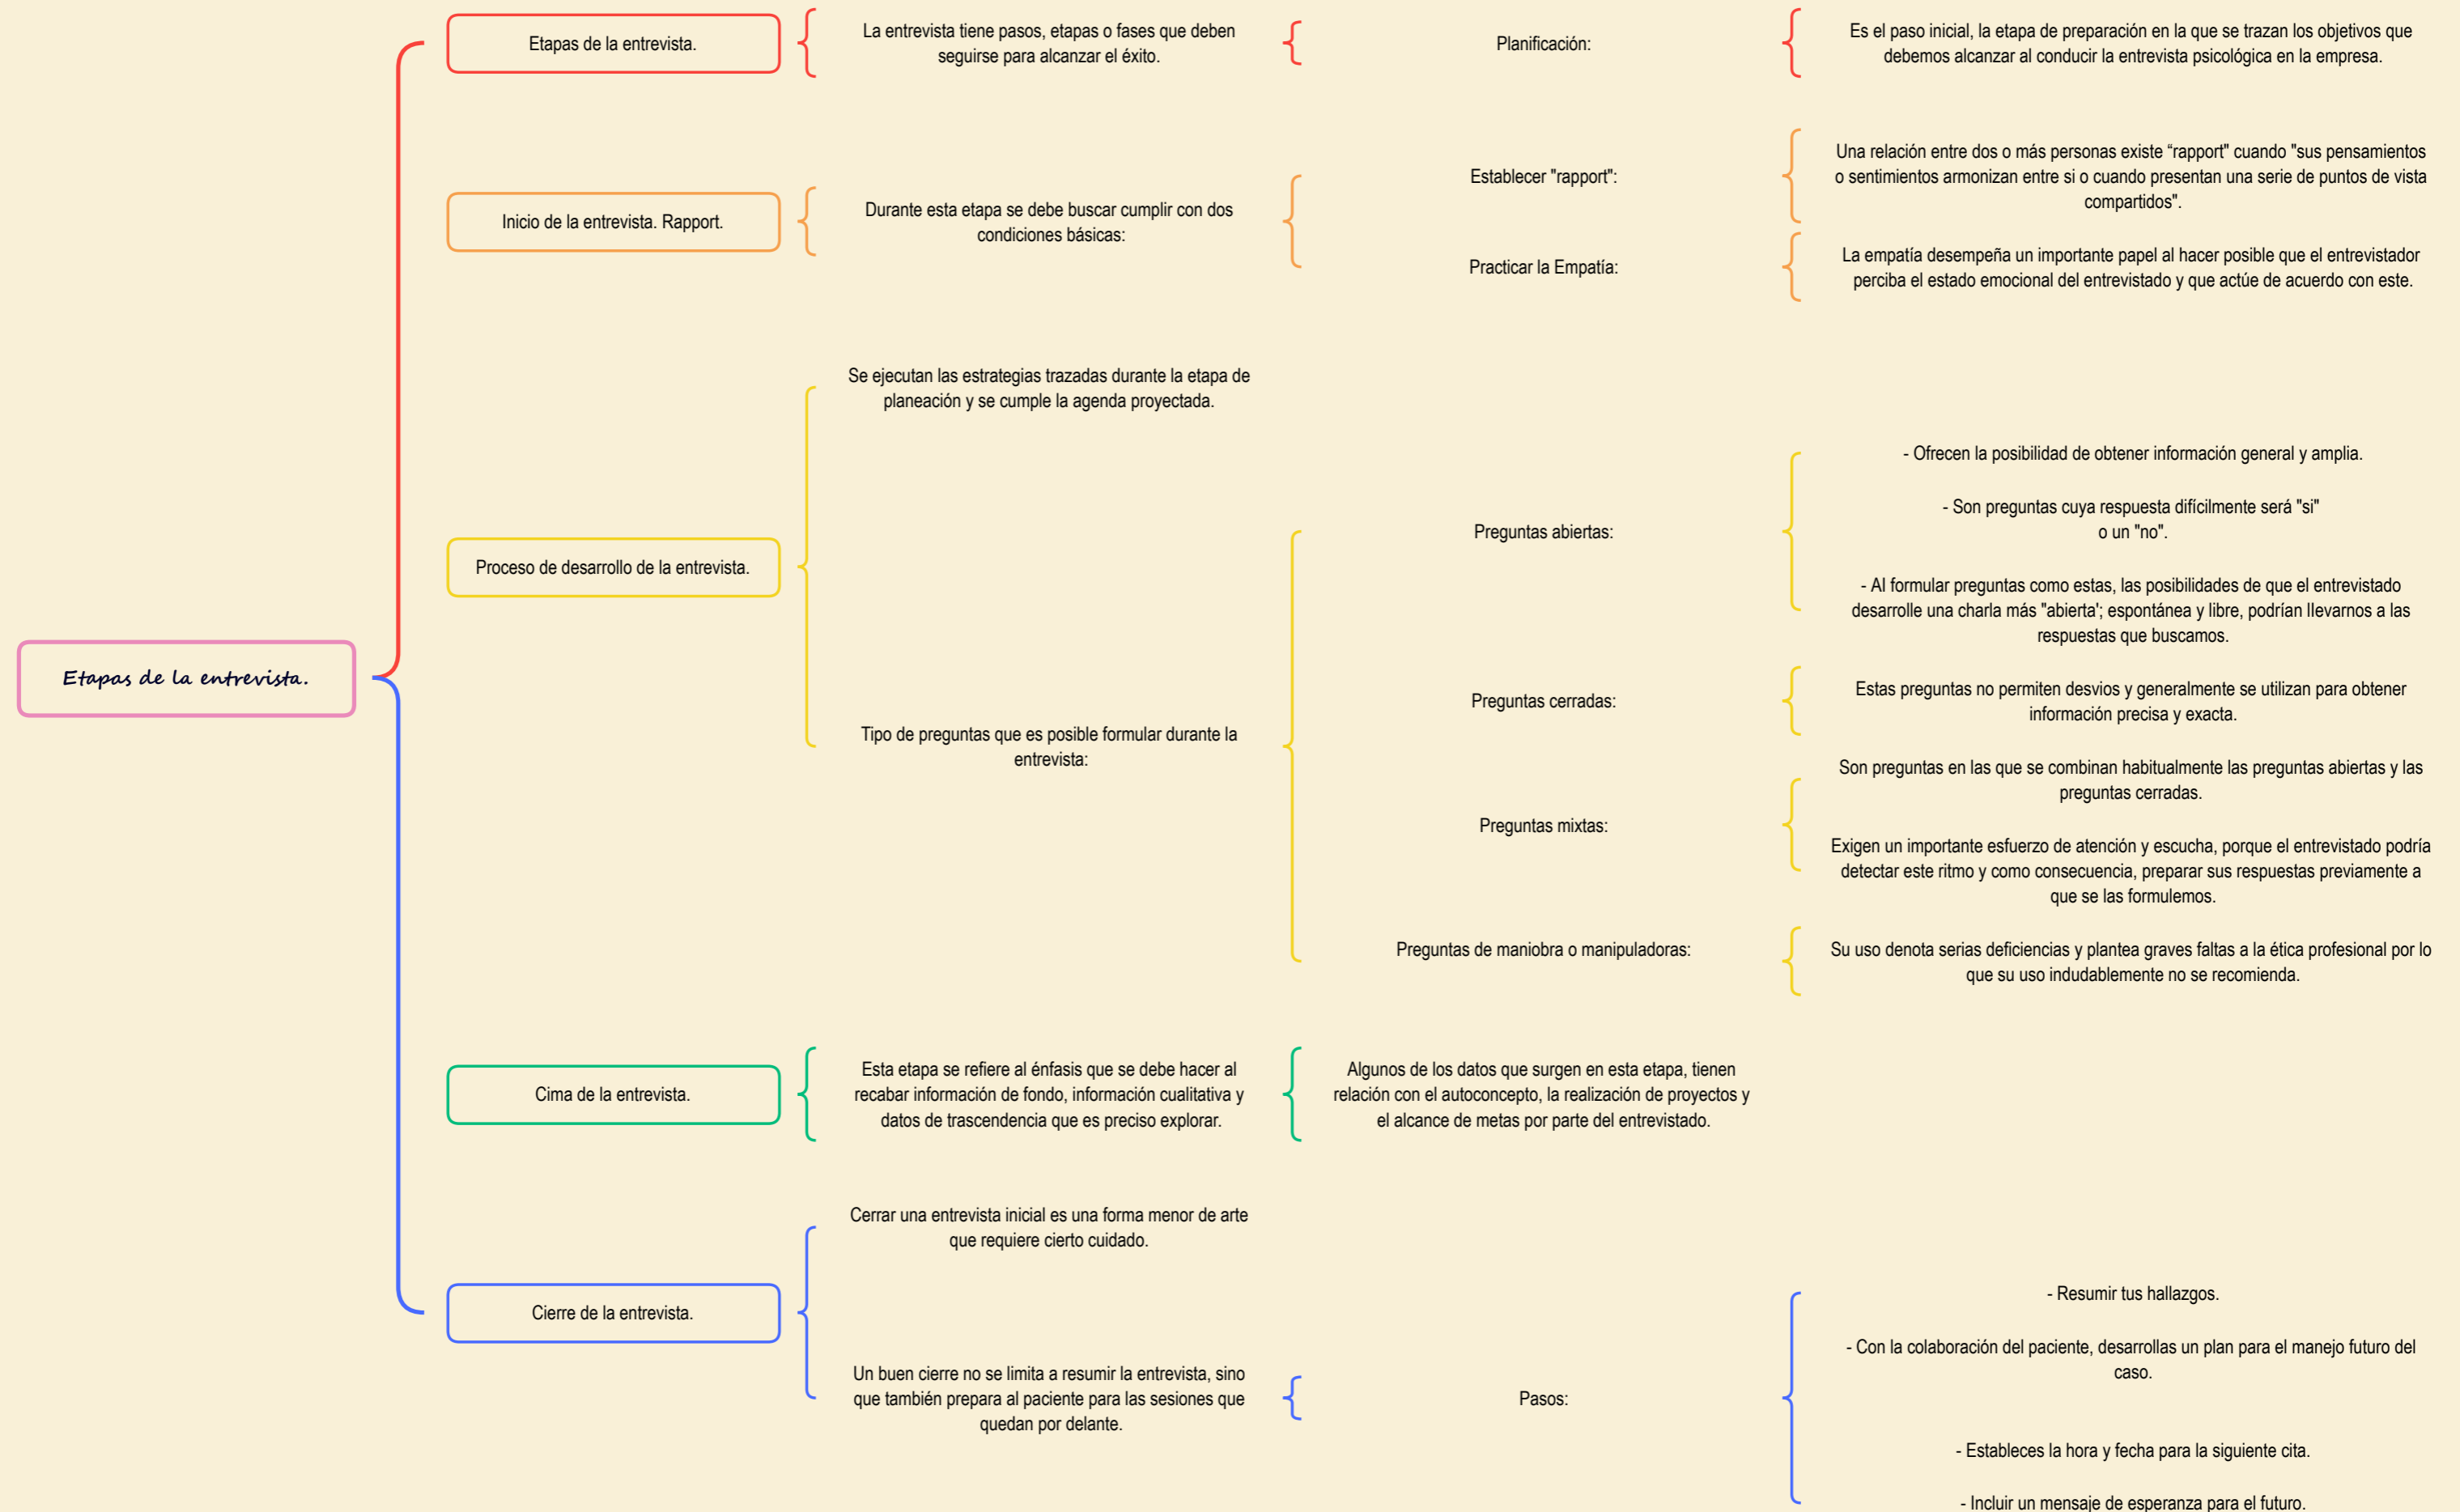 Etapas de la entrevista.
Etapas de la entrevista.
La entrevista tiene pasos, etapas o fases que deben
seguirse para alcanzar el éxito.
Planificación:
Es el paso inicial, la etapa de preparación en la que se trazan los objetivos que
debemos alcanzar al conducir la entrevista psicológica en la empresa.
Inicio de la entrevista. Rapport.
Durante esta etapa se debe buscar cumplir con dos
condiciones básicas:
Establecer "rapport":
Una relación entre dos o más personas existe “rapport" cuando "sus pensamientos
o sentimientos armonizan entre si o cuando presentan una serie de puntos de vista
compartidos".
Practicar la Empatía:
La empatía desempeña un importante papel al hacer posible que el entrevistador
perciba el estado emocional del entrevistado y que actúe de acuerdo con este.
Proceso de desarrollo de la entrevista.
Se ejecutan las estrategias trazadas durante la etapa de
planeación y se cumple la agenda proyectada.
Tipo de preguntas que es posible formular durante la
entrevista:
Preguntas abiertas:
- Ofrecen la posibilidad de obtener información general y amplia.
- Son preguntas cuya respuesta difícilmente será "si"
o un "no".
- Al formular preguntas como estas, las posibilidades de que el entrevistado
desarrolle una charla más "abierta'; espontánea y libre, podrían llevarnos a las
respuestas que buscamos.
Preguntas cerradas:
Estas preguntas no permiten desvios y generalmente se utilizan para obtener
información precisa y exacta.
Preguntas mixtas:
Son preguntas en las que se combinan habitualmente las preguntas abiertas y las
preguntas cerradas.
Exigen un importante esfuerzo de atención y escucha, porque el entrevistado podría
detectar este ritmo y como consecuencia, preparar sus respuestas previamente a
que se las formulemos.
Preguntas de maniobra o manipuladoras:
Su uso denota serias deficiencias y plantea graves faltas a la ética profesional por lo
que su uso indudablemente no se recomienda.
Cima de la entrevista.
Esta etapa se refiere al énfasis que se debe hacer al
recabar información de fondo, información cualitativa y
datos de trascendencia que es preciso explorar.
Algunos de los datos que surgen en esta etapa, tienen
relación con el autoconcepto, la realización de proyectos y
el alcance de metas por parte del entrevistado.
Cierre de la entrevista.
Cerrar una entrevista inicial es una forma menor de arte
que requiere cierto cuidado.
Un buen cierre no se limita a resumir la entrevista, sino
que también prepara al paciente para las sesiones que
quedan por delante.
Pasos:
- Resumir tus hallazgos.
- Con la colaboración del paciente, desarrollas un plan para el manejo futuro del
caso.
- Estableces la hora y fecha para la siguiente cita.
- Incluir un mensaje de esperanza para el futuro.